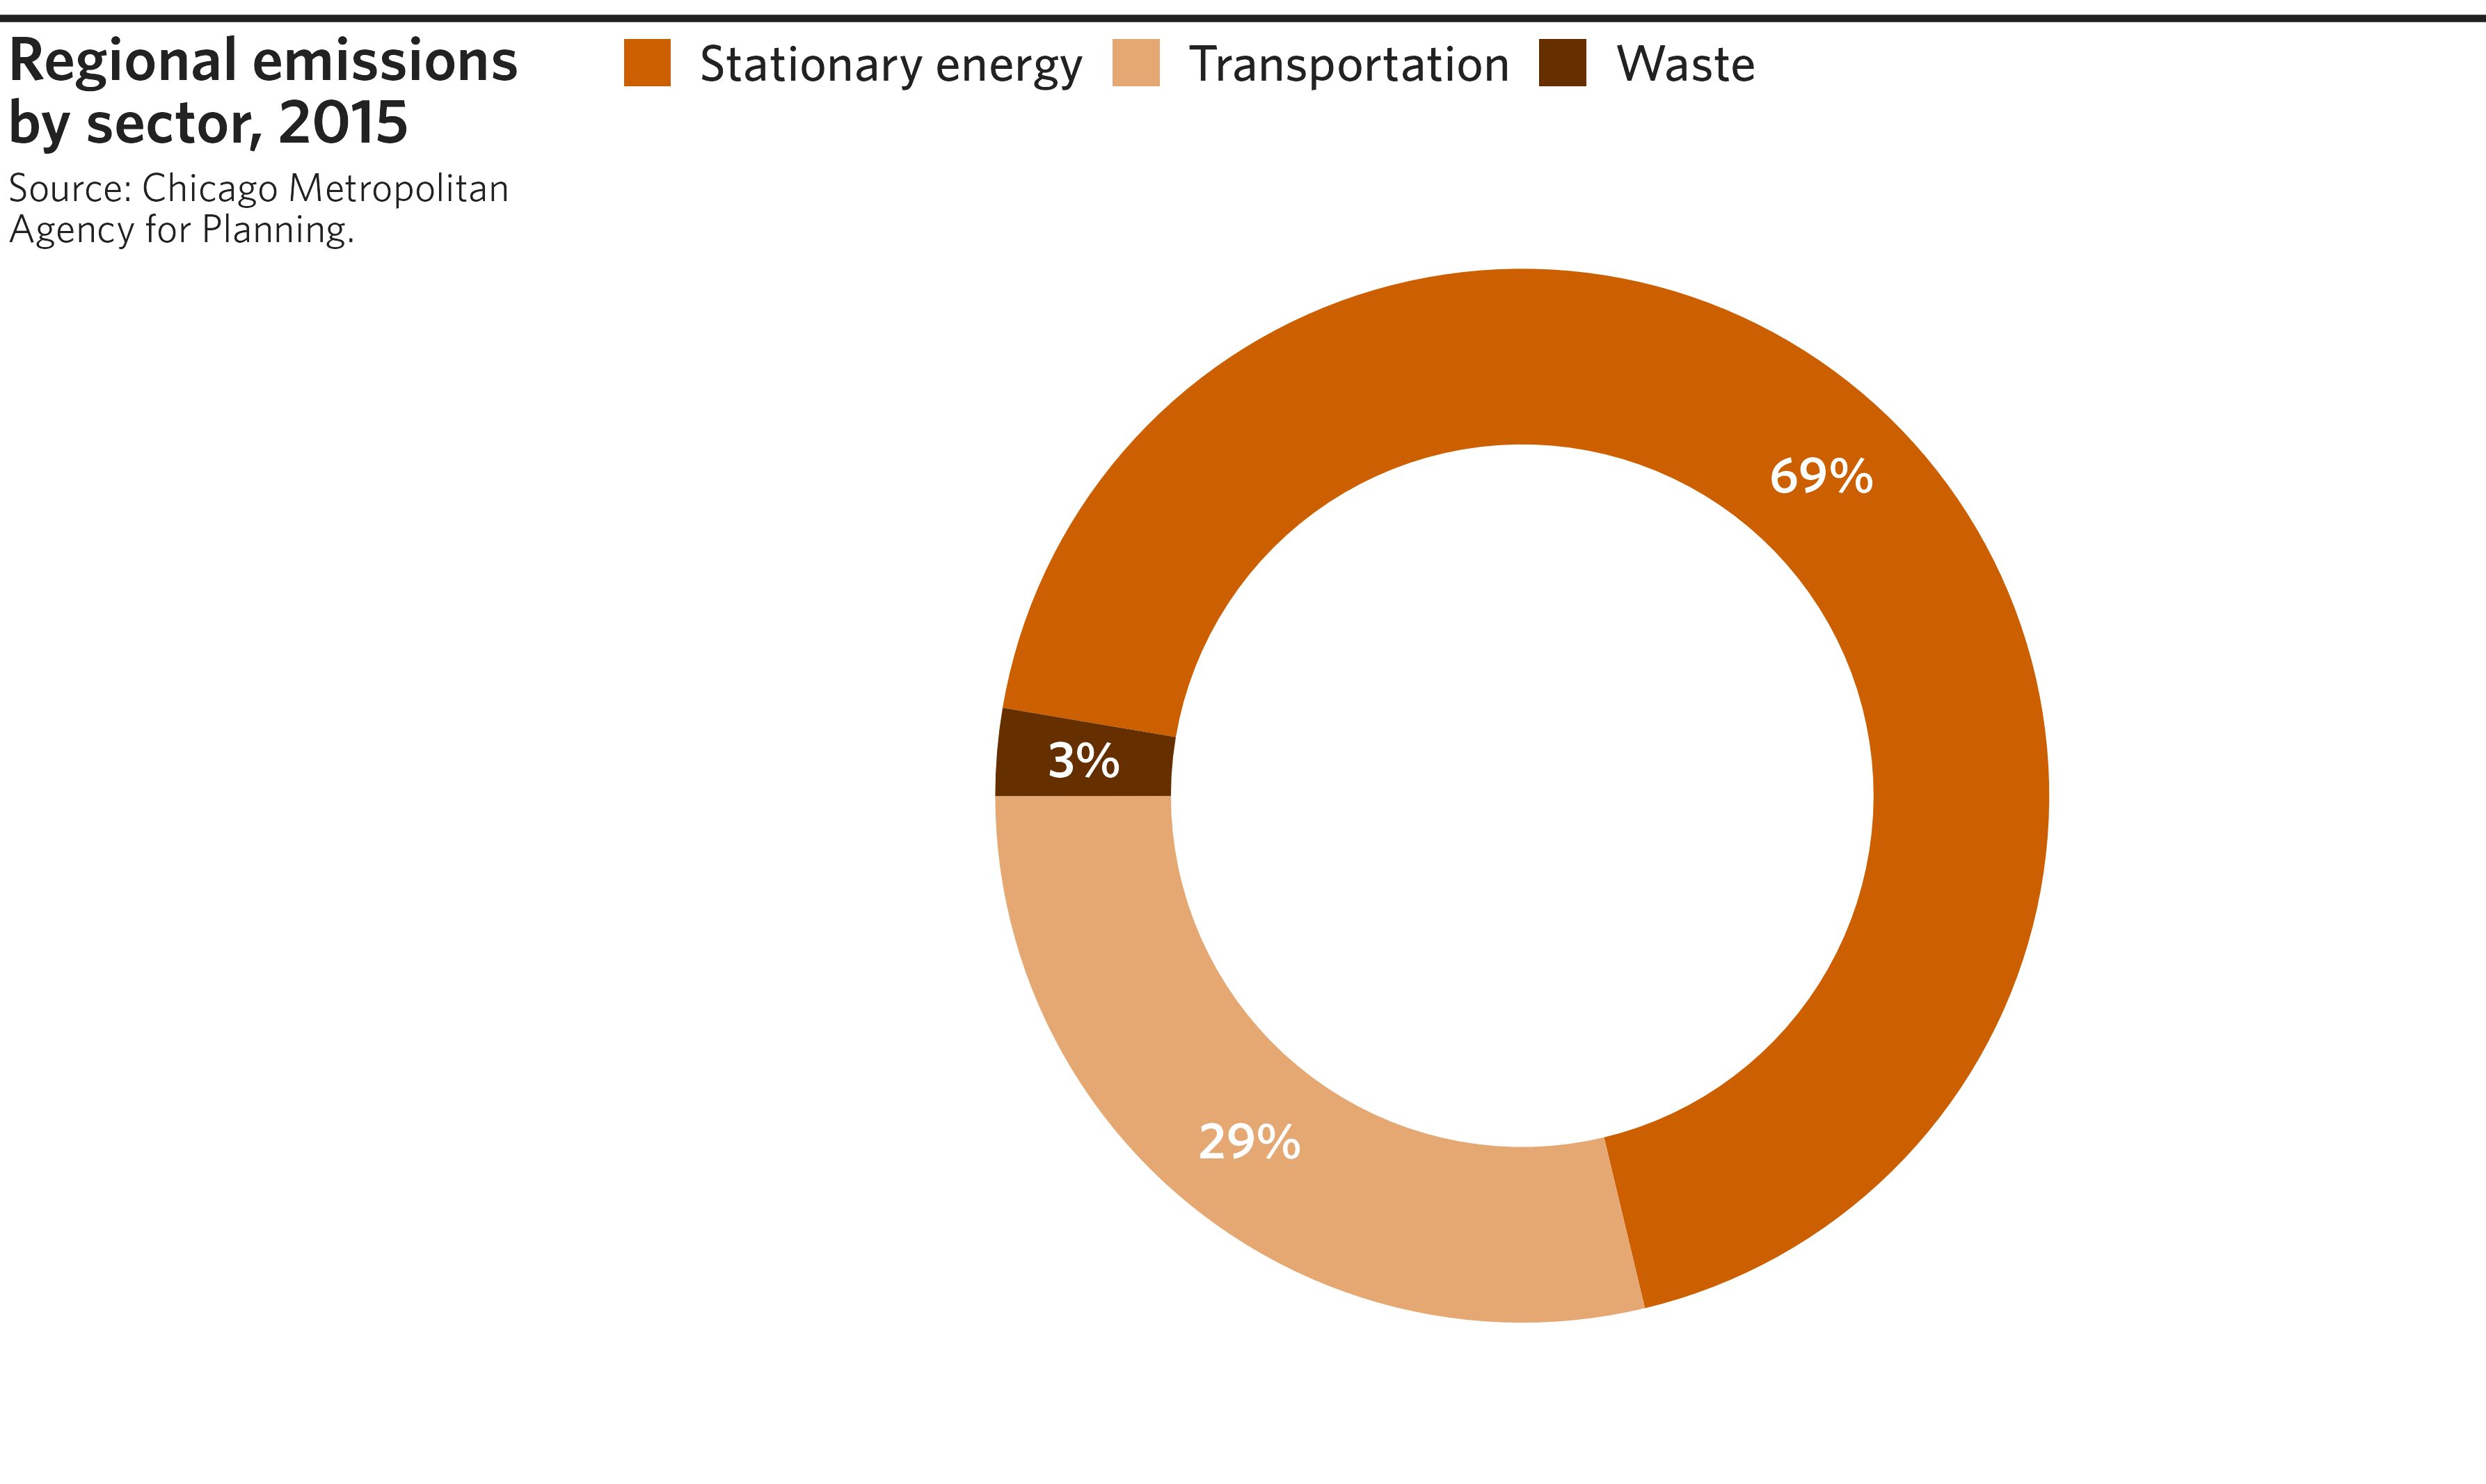 Regional emissions
by sector, 2015
Source: Chicago Metropolitan
Agency for Planning.
Stationary energy Transportation Waste
69%
3%
29%